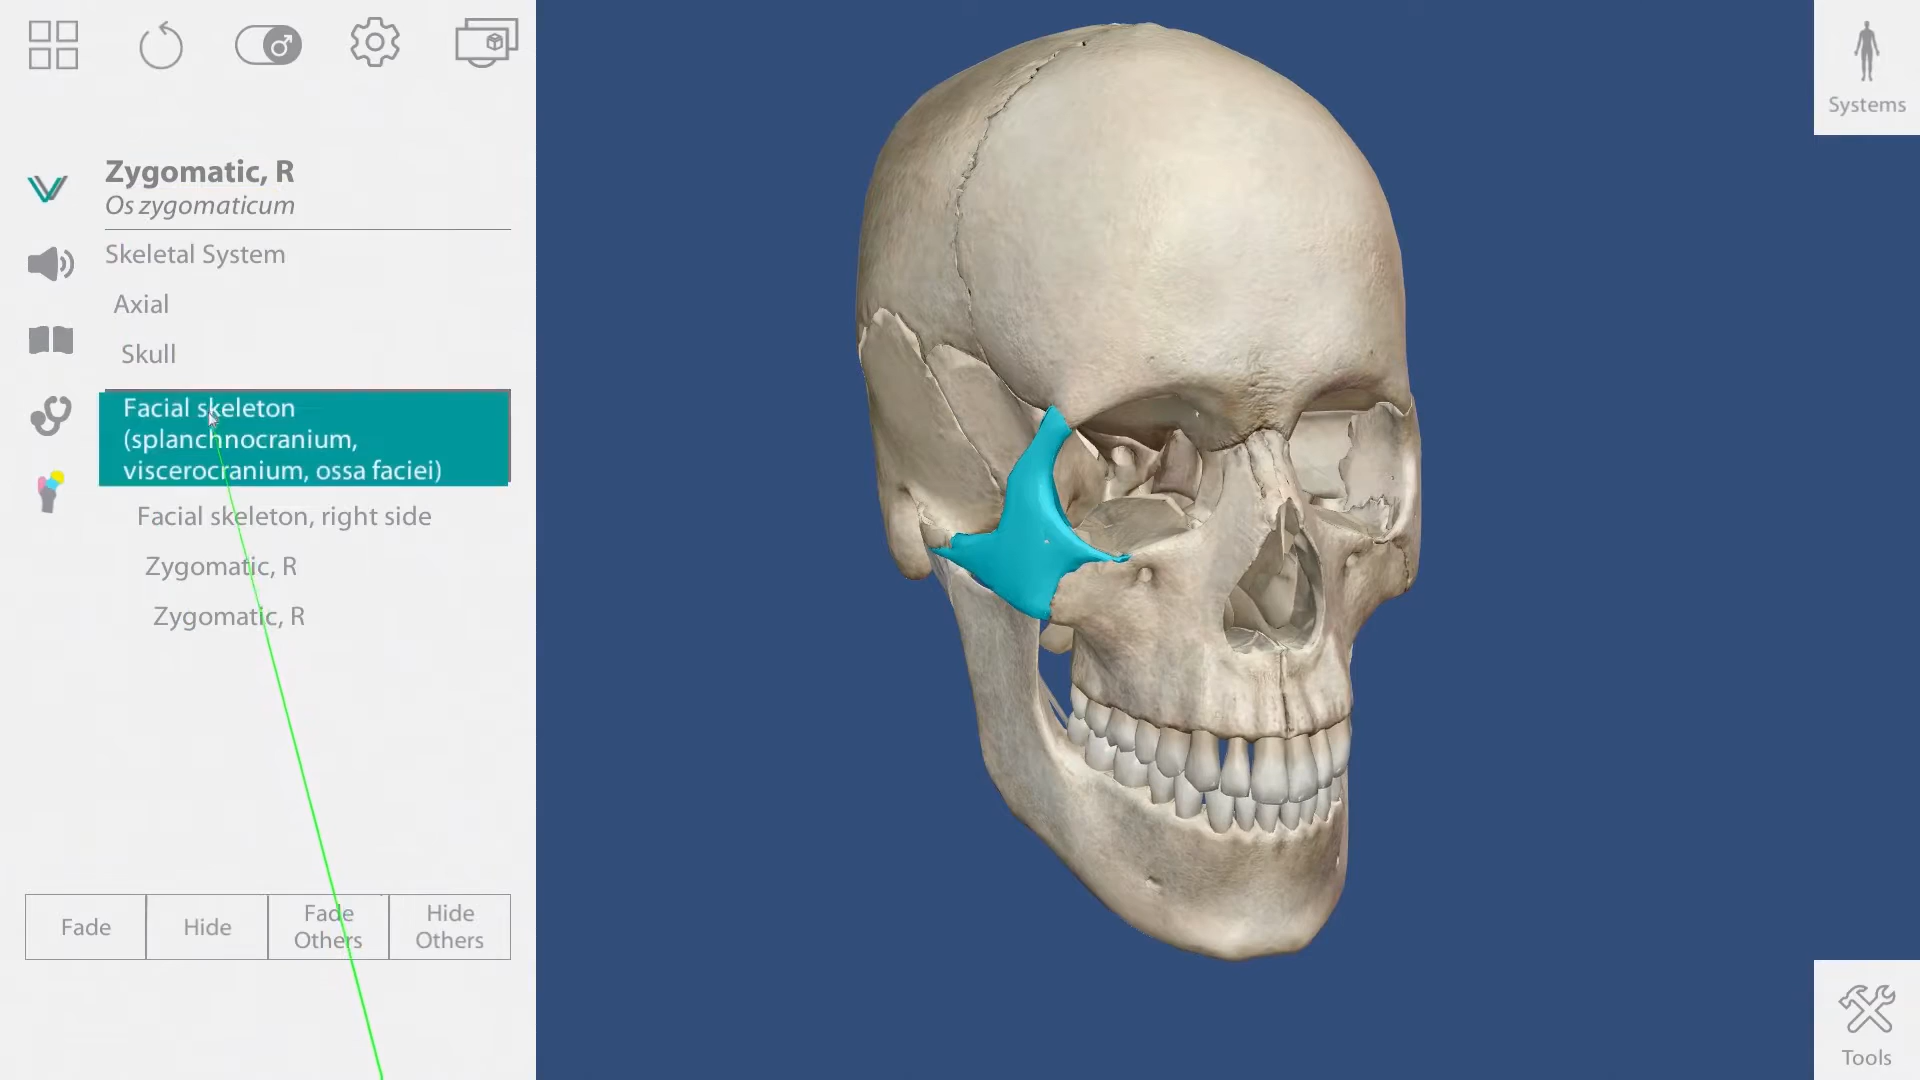 Systems
Zygomatic, R
Os zygomaticum
Skeletal System
Axial
Skull
Facial skeleton
(splanchnocranium,
viscerocranium, ossa faciei)
Facial skeleton, right side
Zygomatic, R
Zygomatic, R
Fade
Hide
Fade
Others
Hide
Others
Tools